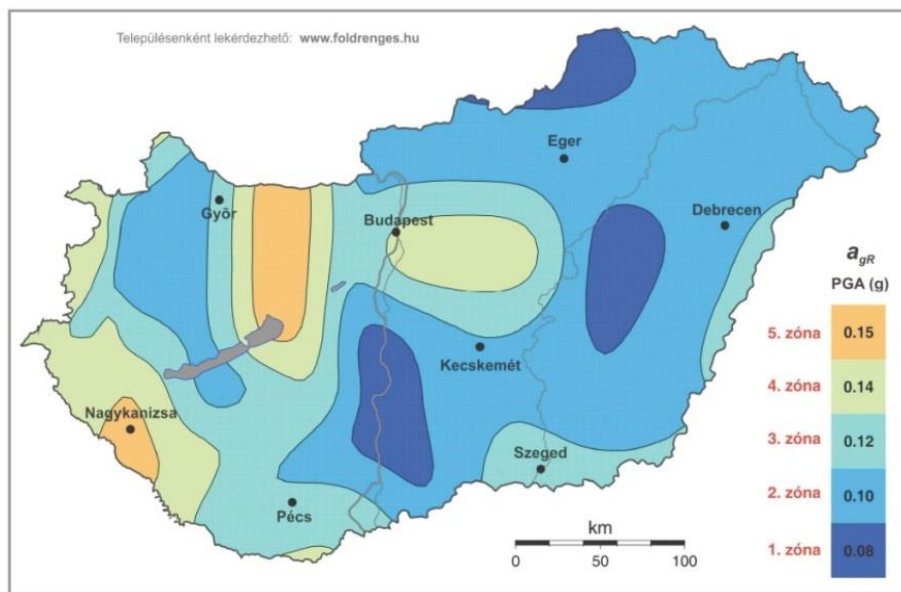 Településenként lekérdezhető: www.foldrenges.hu
Eger
Győr
Budapest
Debrecen
a_gR
PGA (g)
5. zóna 0.15
Kecskemét
4. zóna 0.14
Nagykanizsa
3. zóna 0.12
Szeged
2. zóna 0.10
Pécs
km
1. zóna 0.08
0 50 100